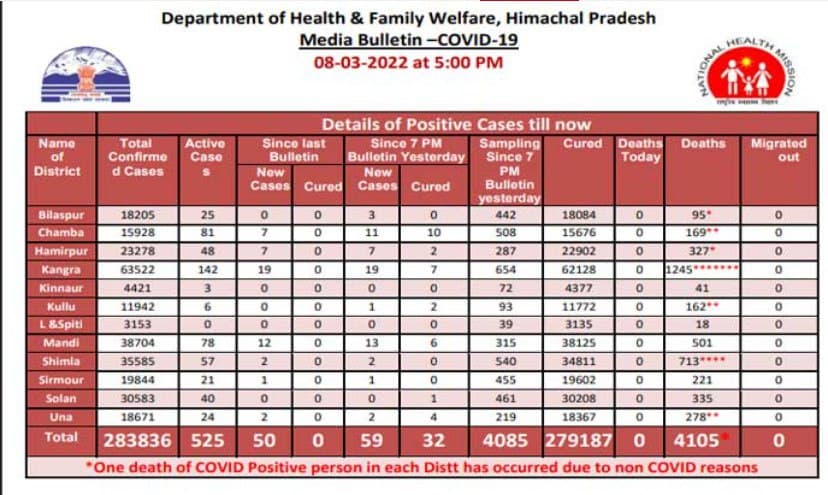 Department of Health & Family Welfare, Himachal Pradesh
Media Bulletin –COVID-19
08-03-2022 at 5:00 PM
NATIONAL HEALTH MISSION
Details of Positive Cases till now
Name of District Total Confirme d Cases Active Case s Since last Bulletin Since 7 PM Bulletin Yesterday Sampling Since 7 PM Bulletin yesterday Cured Deaths Today Deaths Migrated out
New Cases Cured New Cases Cured
Bilaspur 18205 25 0 0 3 0 442 18084 0 95* 0
Chamba 15928 81 7 0 11 10 508 15676 0 169** 0
Hamirpur 23278 48 7 0 7 2 287 22902 0 327* 0
Kangra 63522 142 19 0 19 7 654 62128 0 1245******* 0
Kinnaur 4421 3 0 0 0 0 72 4377 0 41 0
Kullu 11942 6 0 0 1 2 93 11772 0 162** 0
L &Spiti 3153 0 0 0 0 0 39 3135 0 18 0
Mandi 38704 78 12 0 13 6 315 38125 0 501 0
Shimla 35585 57 2 0 2 0 540 34811 0 713**** 0
Sirmour 19844 21 1 0 1 0 455 19602 0 221 0
Solan 30583 40 0 0 0 1 461 30208 0 335 0
Una 18671 24 2 0 2 4 219 18367 0 278** 0
Total 283836 525 50 0 59 32 4085 279187 0 4105* 0
*One death of COVID Positive person in each Distt has occurred due to non COVID reasons